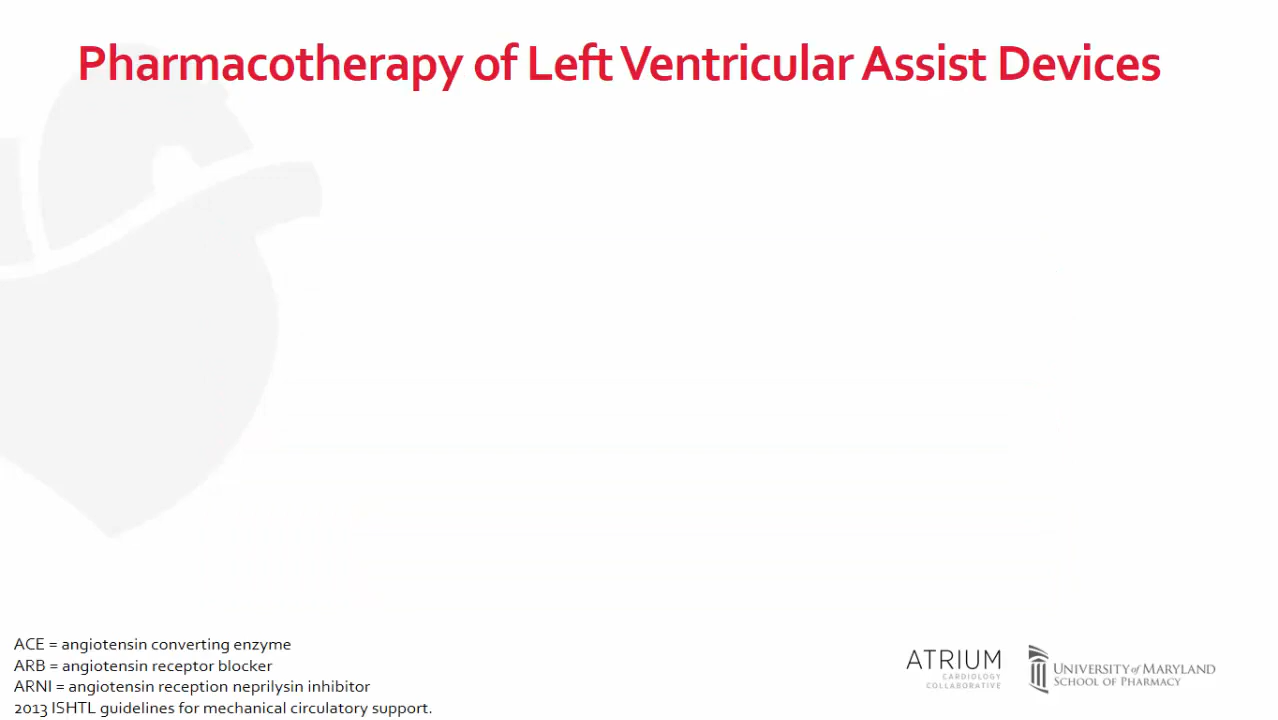 Pharmacotherapy of Left Ventricular Assist Devices
ACE = angiotensin converting enzyme
ARB = angiotensin receptor blocker
ARNI = angiotensin reception neprilysin inhibitor
2013 ISHTL guidelines for mechanical circulatory support.
ATRIUM
CARDIOLOGY
COLLABORATIVE
UNIVERSITY of MARYLAND
SCHOOL OF PHARMACY